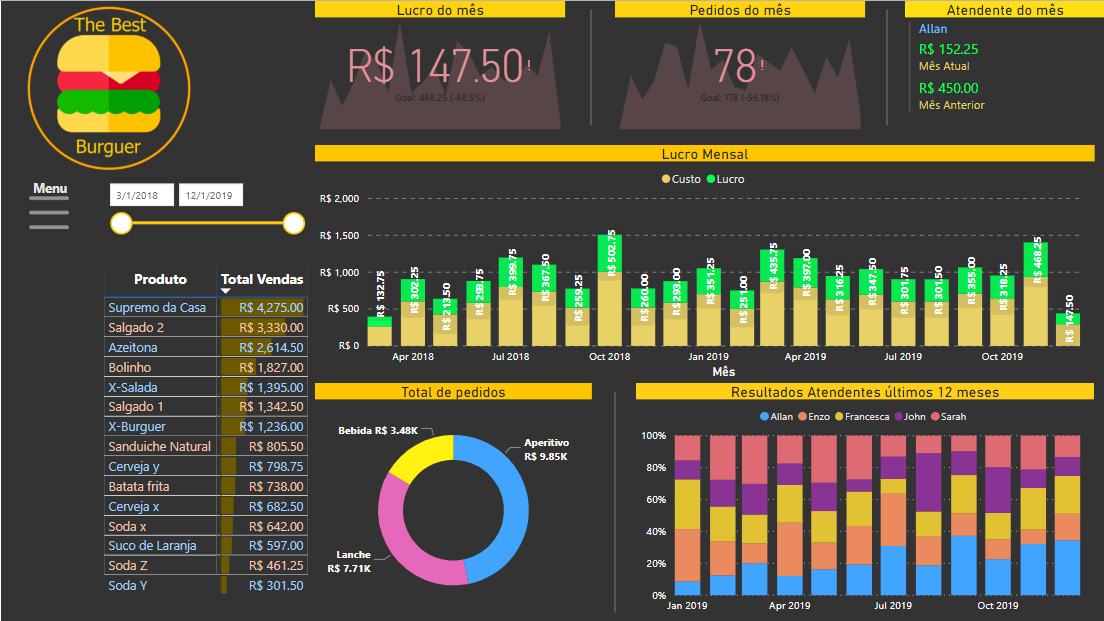 The Best
Burguer
Lucro do mês
R$ 147.50!
Goal: 468.25 (-68.5%)
Pedidos do mês
78!
Goal: 178 (-56.18%)
Atendente do mês
Allan
R$ 152.25
Mês Atual
R$ 450.00
Mês Anterior
Menu
3/1/2018
12/1/2019
Produto Total Vendas
Supremo da Casa R$ 4,275.00
Salgado 2 R$ 3,330.00
Azeitona R$ 2,614.50
Bolinho R$ 1,827.00
X-Salada R$ 1,395.00
Salgado 1 R$ 1,342.50
X-Burguer R$ 1,236.00
Sanduiche Natural R$ 805.50
Cerveja y R$ 798.75
Batata frita R$ 738.00
Cerveja x R$ 682.50
Soda x R$ 642.00
Suco de Laranja R$ 597.00
Soda Z R$ 461.25
Soda Y R$ 301.50
Lucro Mensal
Custo Lucro
R$ 2,000
R$ 1,500
R$ 1,000
R$ 500
R$ 0
R$ 132.75
R$ 302.25
R$ 213.50
R$ 399.75
R$ 367.50
R$ 259.25
R$ 502.75
R$ 260.00
R$ 293.00
R$ 351.25
R$ 251.00
R$ 435.75
R$ 397.00
R$ 316.25
R$ 347.50
R$ 301.75
R$ 301.50
R$ 355.00
R$ 318.25
R$ 468.25
R$ 147.50
Apr 2018 Jul 2018 Oct 2018 Jan 2019 Apr 2019 Jul 2019 Oct 2019
Mês
Total de pedidos
Bebida R$ 3.48K
Aperitivo
R$ 9.85K
Lanche
R$ 7.71K
Resultados Atendentes últimos 12 meses
Allan Enzo Francesca John Sarah
100%
80%
60%
40%
20%
0%
Jan 2019 Apr 2019 Jul 2019 Oct 2019